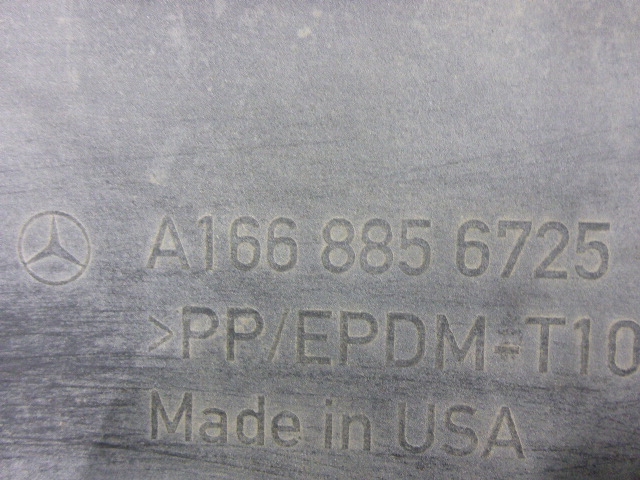 A166 885 6725
>PP/EPDM-T10
Made in USA